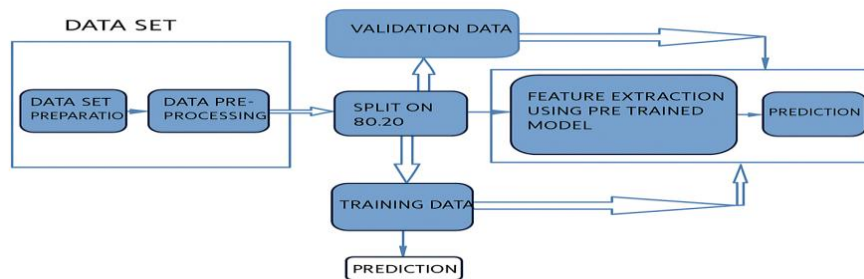 DATA SET
VALIDATION DATA
DATA SET
PREPARATIO
DATA PRE-
PROCESSING
SPLIT ON
80.20
FEATURE EXTRACTION
USING PRE TRAINED
MODEL
PREDICTION
TRAINING DATA
PREDICTION